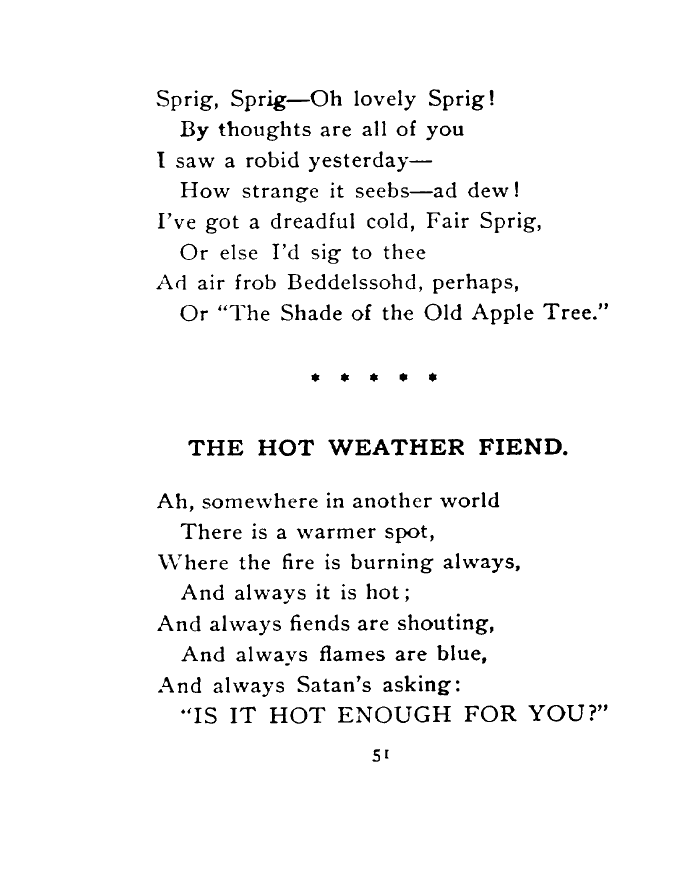 Sprig, Sprig—Oh lovely Sprig!
By thoughts are all of you
I saw a robid yesterday—
How strange it seebs—ad dew!
I've got a dreadful cold, Fair Sprig,
Or else I'd sig to thee
Ad air frob Beddelssohd, perhaps,
Or "The Shade of the Old Apple Tree."
* * * * *
THE HOT WEATHER FIEND.
Ah, somewhere in another world
There is a warmer spot,
Where the fire is burning always,
And always it is hot;
And always fiends are shouting,
And always flames are blue,
And always Satan's asking:
"IS IT HOT ENOUGH FOR YOU?"
51